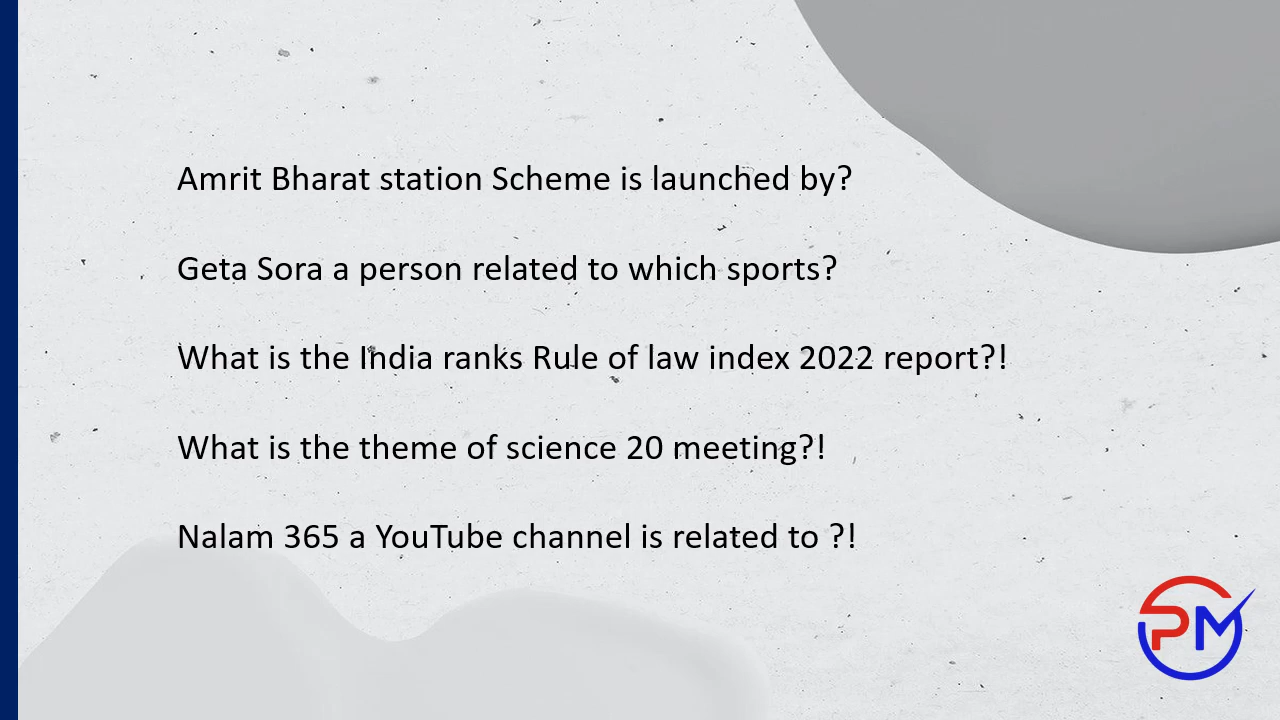 Amrit Bharat station Scheme is launched by?
Geta Sora a person related to which sports?
What is the India ranks Rule of law index 2022 report?!
What is the theme of science 20 meeting?!
Nalam 365 a YouTube channel is related to ?!
PM